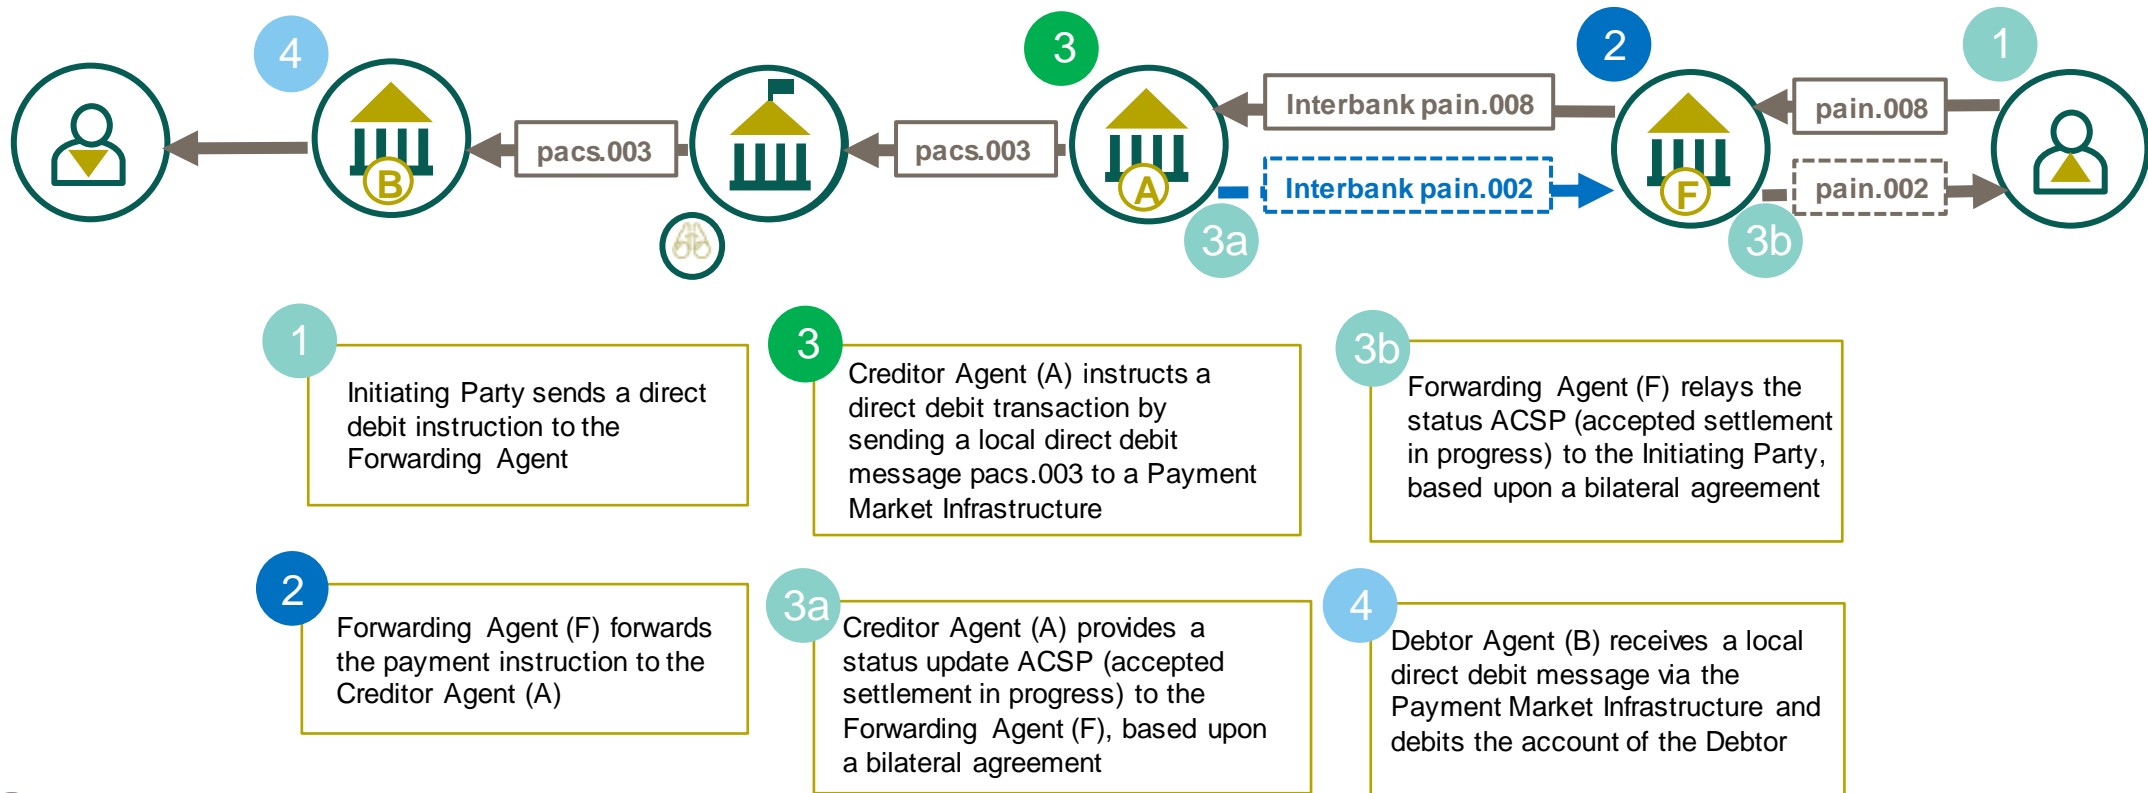 4
3
2
1
Interbank pain.008
pain.008
pacs.003
pacs.003
B
A
F
Interbank pain.002
pain.002
3a
3b
1
Initiating Party sends a direct
debit instruction to the
Forwarding Agent
3
Creditor Agent (A) instructs a
direct debit transaction by
sending a local direct debit
message pacs.003 to a Payment
Market Infrastructure
3b
Forwarding Agent (F) relays the
status ACSP (accepted settlement
in progress) to the Initiating Party,
based upon a bilateral agreement
2
Forwarding Agent (F) forwards
the payment instruction to the
Creditor Agent (A)
3a
Creditor Agent (A) provides a
status update ACSP (accepted
settlement in progress) to the
Forwarding Agent (F), based upon
a bilateral agreement
4
Debtor Agent (B) receives a local
direct debit message via the
Payment Market Infrastructure and
debits the account of the Debtor